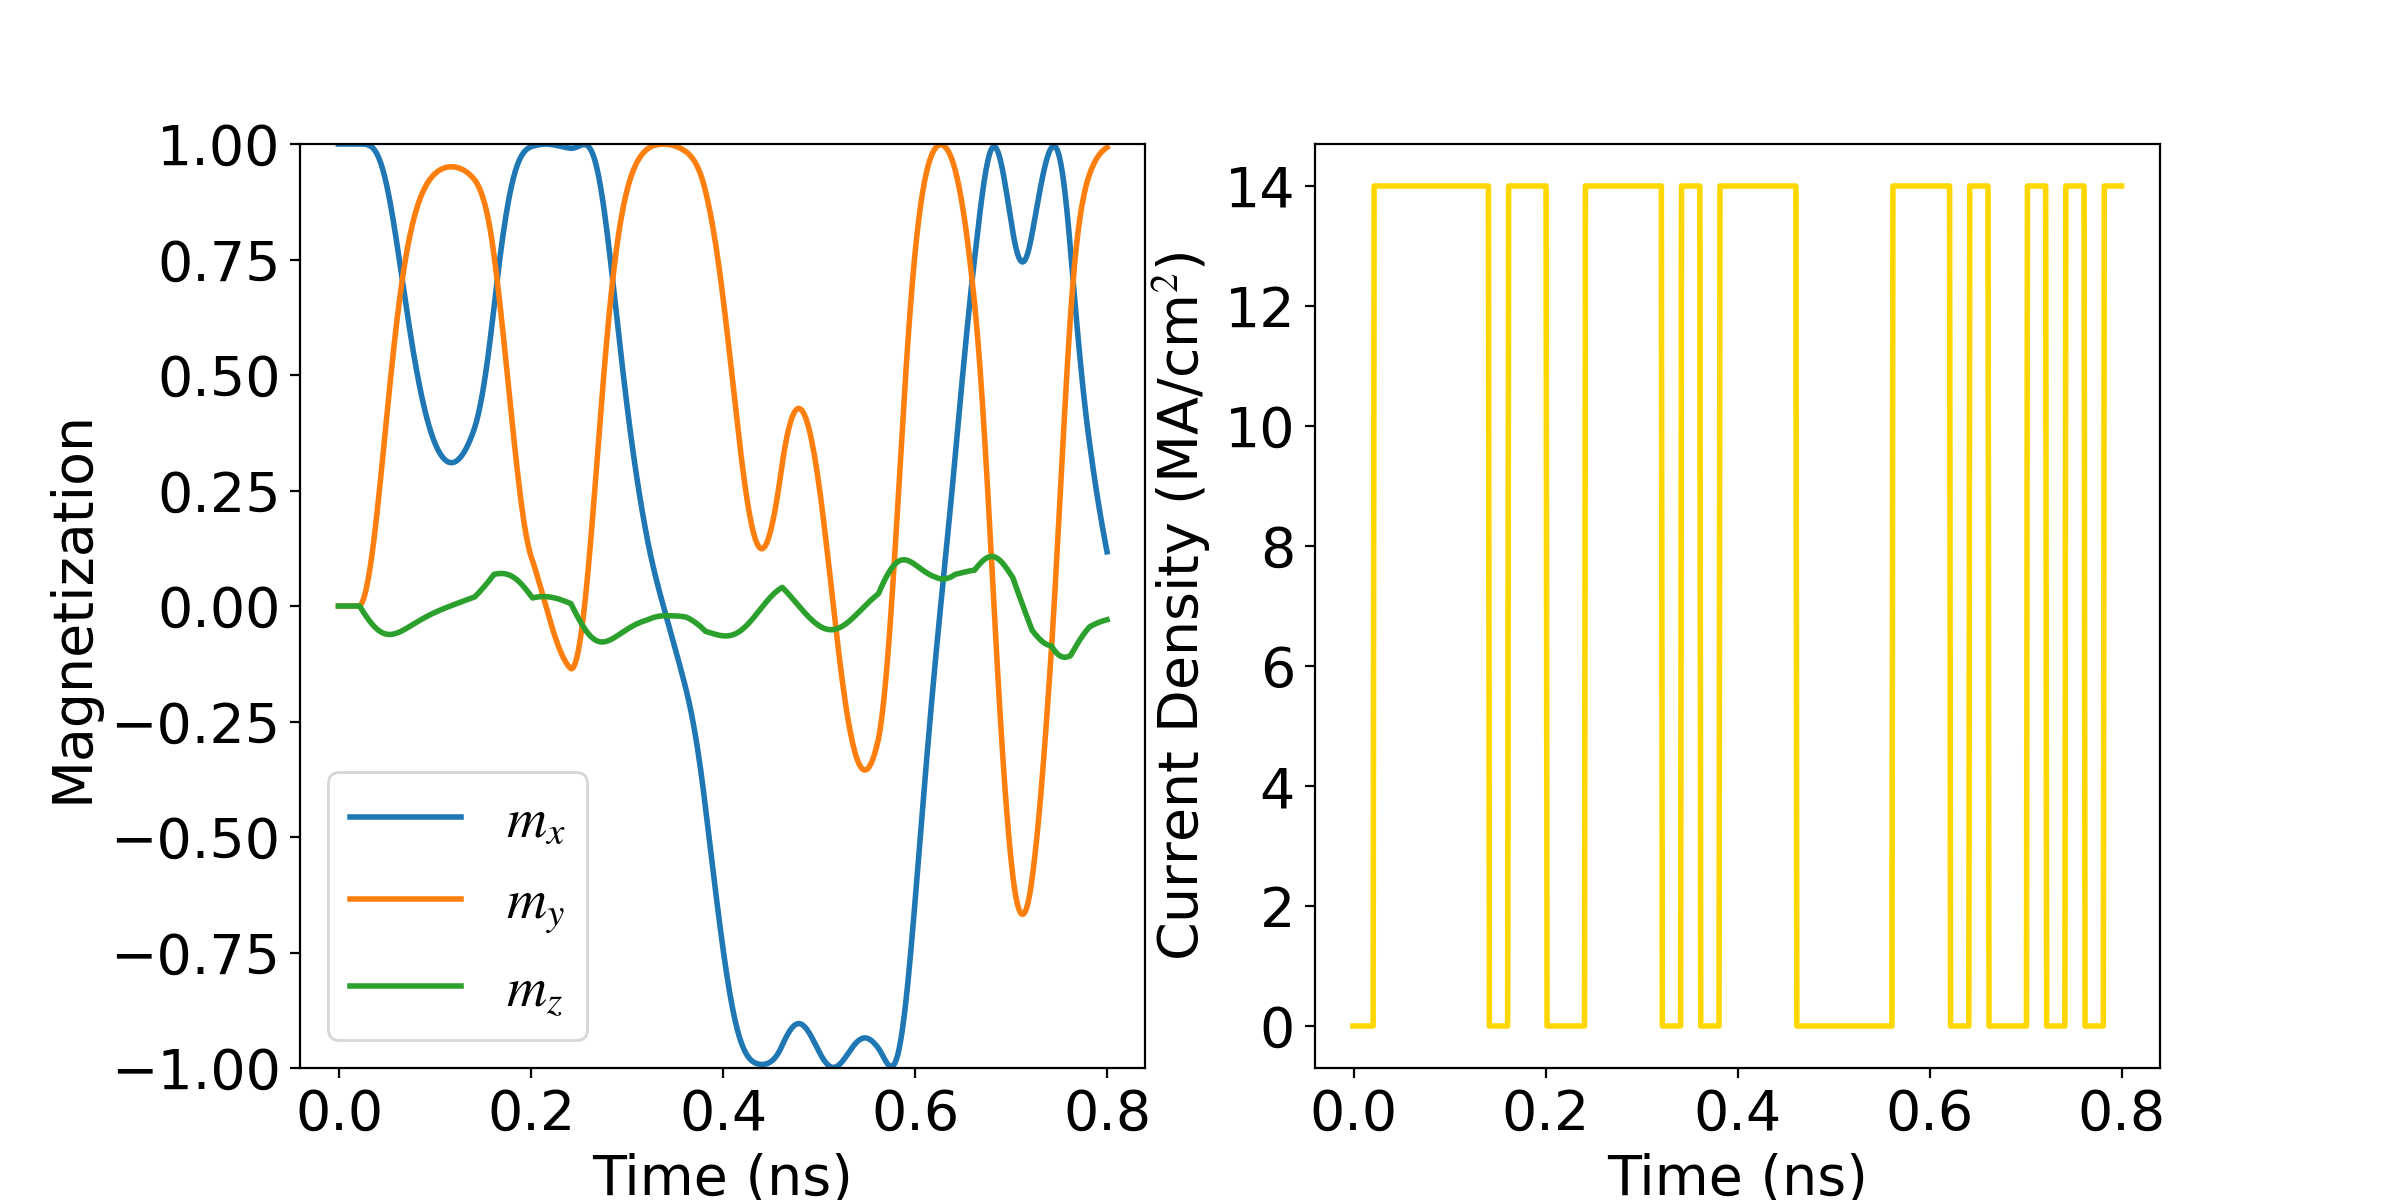 1.00
0.75
0.50
0.25
0.00
−0.25
−0.50
−0.75
−1.00
Magnetization
m_x
m_y
m_z
0.0 0.2 0.4 0.6 0.8
Time (ns)
14
12
10
8
6
4
2
0
Current Density (MA/cm²)
0.0 0.2 0.4 0.6 0.8
Time (ns)